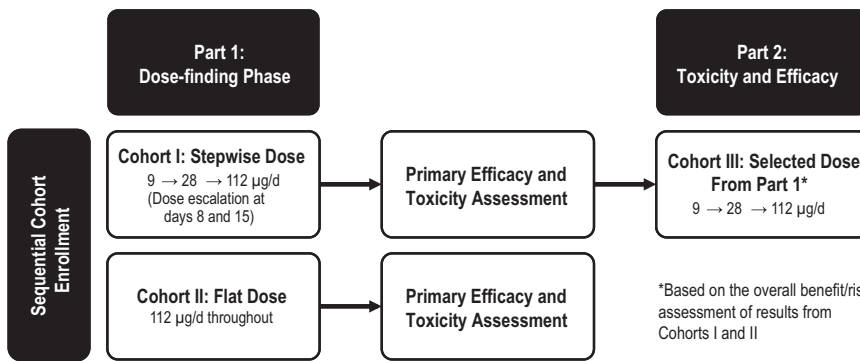 Part 1:
Dose-finding Phase
Part 2:
Toxicity and Efficacy
Sequential Cohort
Enrollment
Cohort I: Stepwise Dose
9 → 28 → 112 µg/d
(Dose escalation at
days 8 and 15)
Primary Efficacy and
Toxicity Assessment
Cohort III: Selected Dose
From Part 1*
9 → 28 → 112 µg/d
Cohort II: Flat Dose
112 µg/d throughout
Primary Efficacy and
Toxicity Assessment
*Based on the overall
assessment of results from
Cohorts I and II